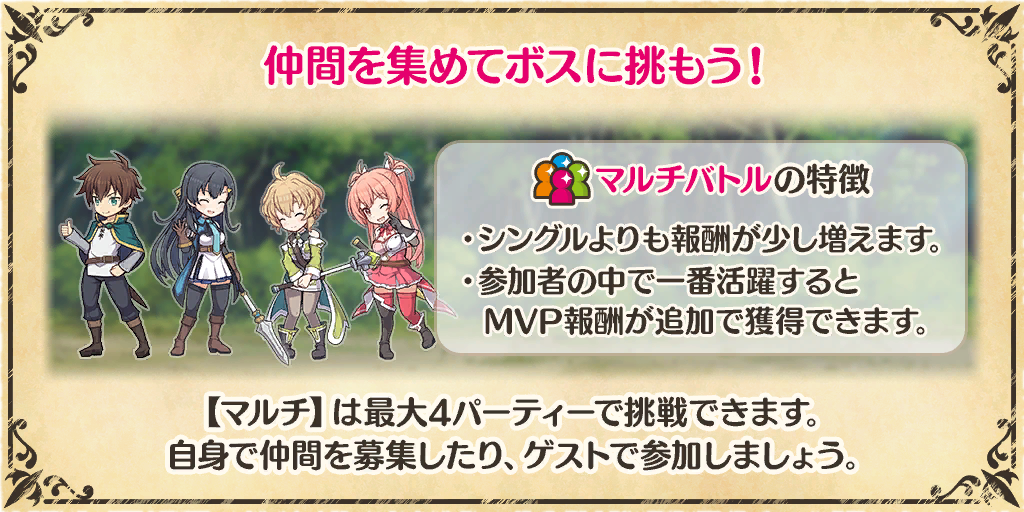 仲間を集めてボスに挑もう！
マルチバトルの特徴
・シングルよりも報酬が少し増えます。
・参加者の中で一番活躍すると
MVP報酬が追加で獲得できます。
【マルチ】は最大4パーティーで挑戦できます。
自身で仲間を募集したり、ゲストで参加しましょう。